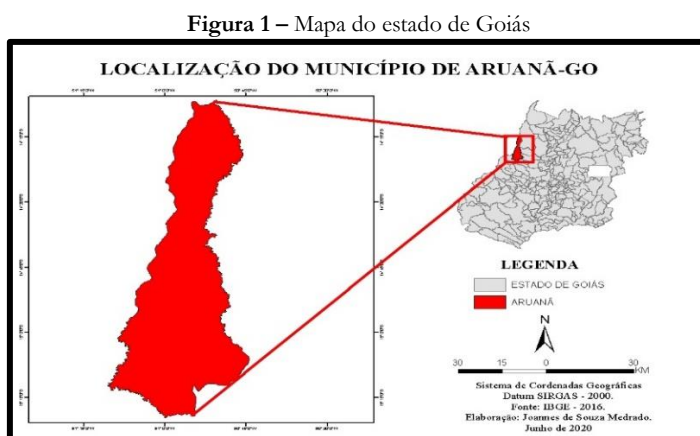 Figura 1 – Mapa do estado de Goiás
LOCALIZAÇÃO DO MUNICÍPIO DE ARUANÃ-GO
LEGENDA
ESTADO DE GOIÁS
ARUANÃ
N
30 15 0 30
KM
Sistema de Cordenadas Geográficas
Datum SIRGAS - 2000.
Fonte: IBGE - 2016.
Elaboração: Joannes de Souza Medrado.
Junho de 2020